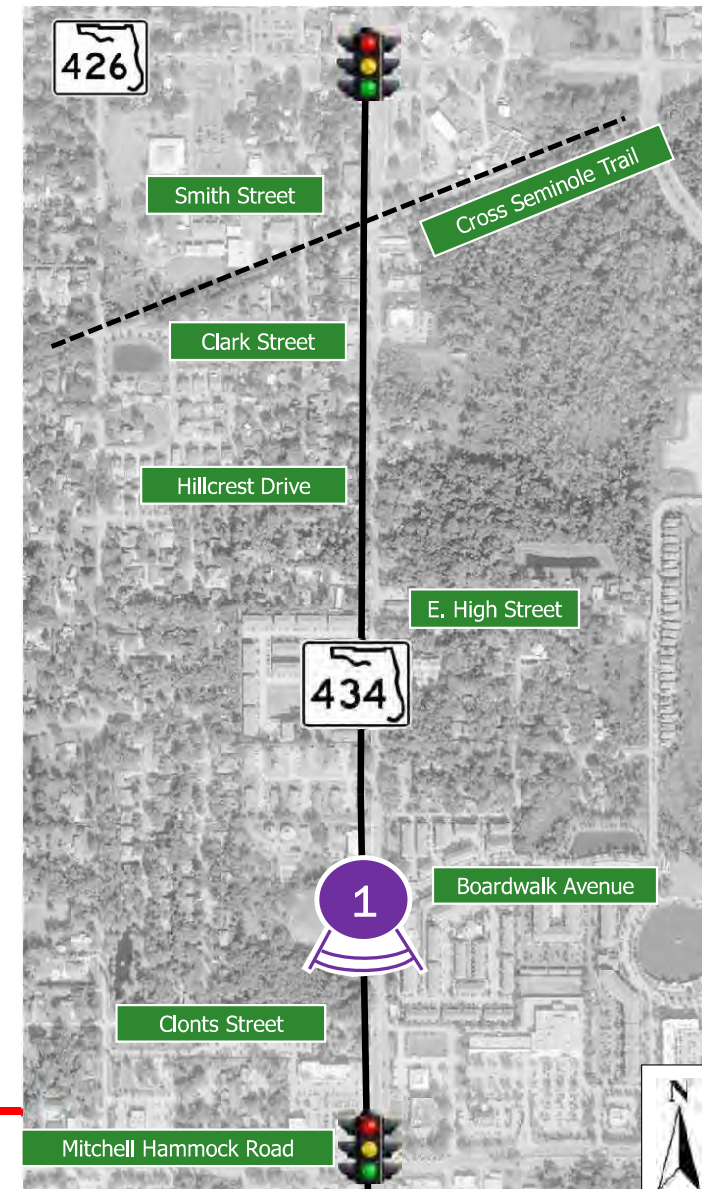 426
Smith Street
Cross Seminole Trail
Clark Street
Hillcrest Drive
E. High Street
434
Boardwalk Avenue
1
Clonts Street
N
Mitchell Hammock Road